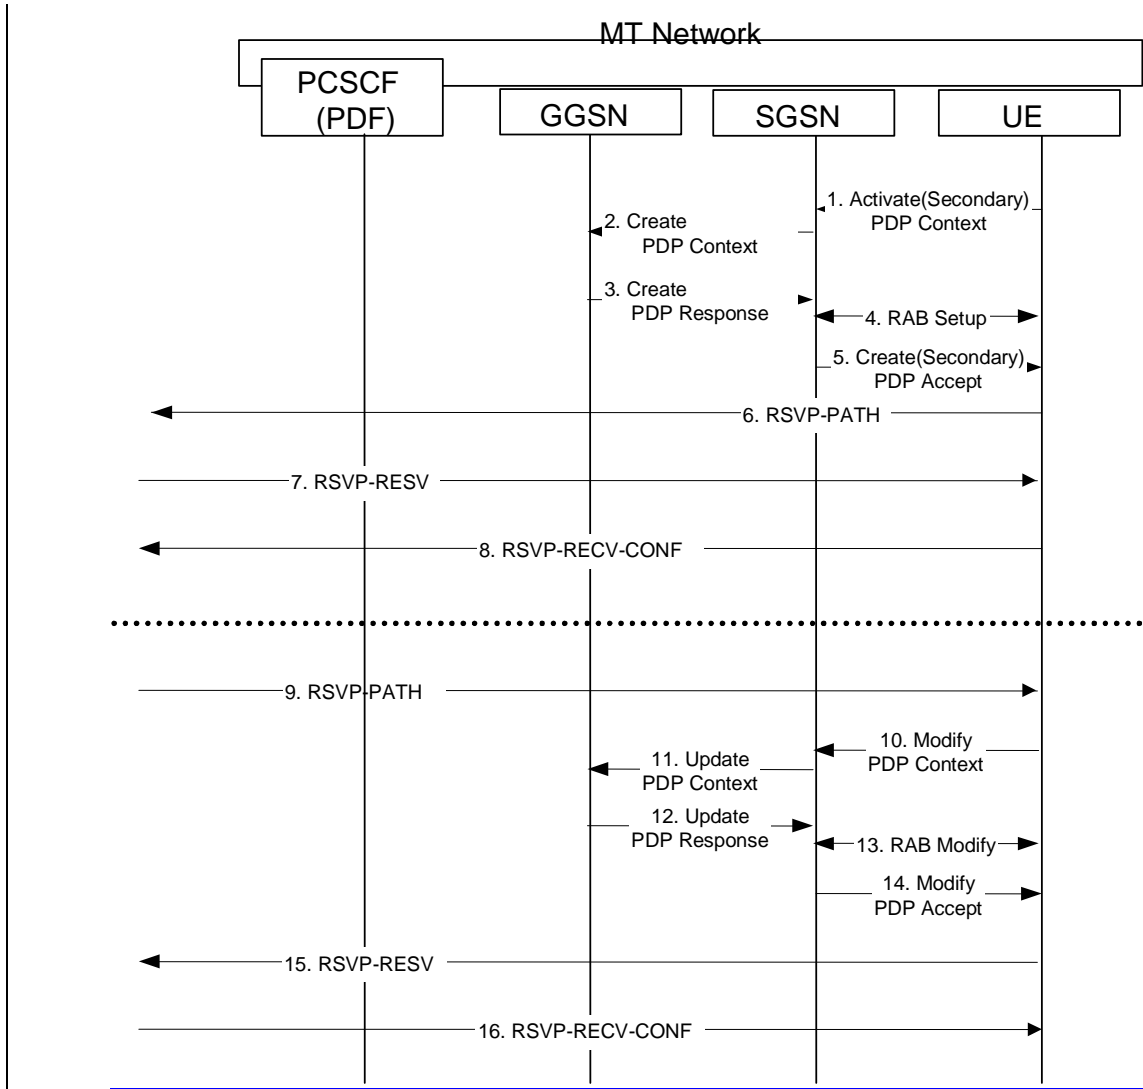 MT Network
PCSCF
(PDF)
GGSN
SGSN
UE
1. Activate(Secondary)
PDP Context
2. Create
PDP Context
3. Create
PDP Response
4. RAB Setup
5. Create(Secondary)
PDP Accept
6. RSVP-PATH
7. RSVP-RESV
8. RSVP-RECV-CONF
9. RSVP-PATH
10. Modify
PDP Context
11. Update
PDP Context
12. Update
PDP Response
13. RAB Modify
14. Modify
PDP Accept
15. RSVP-RESV
16. RSVP-RECV-CONF